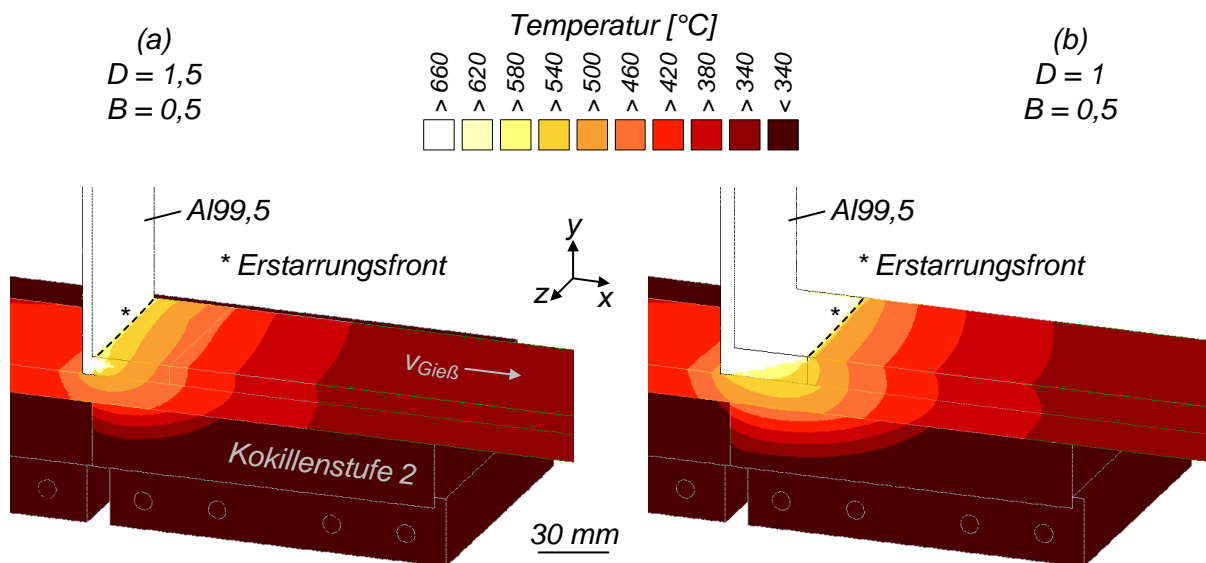 Temperatur [°C]
(a)
D = 1,5
B = 0,5
(b)
D = 1
B = 0,5
> 660
> 620
> 580
> 540
> 500
> 460
> 420
> 380
> 340
< 340
Al99,5
* Erstarrungsfront
*
y
z
x
Al99,5
* Erstarrungsfront
*
VGieß
Kokillenstufe 2
30 mm